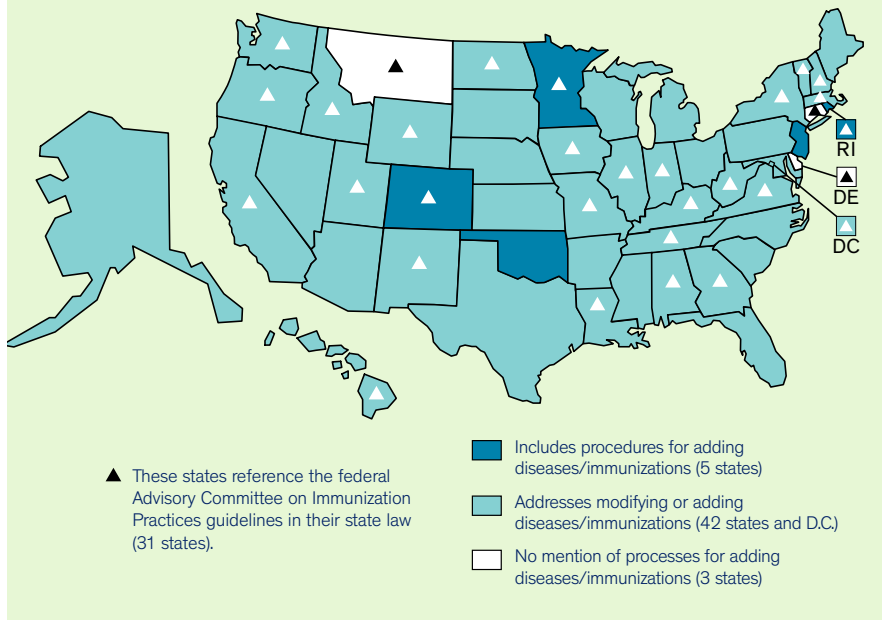 RI
DE
DC
▲ These states reference the federal
Advisory Committee on Immunization
Practices guidelines in their state law
(31 states).
Includes procedures for adding
diseases/immunizations (5 states)
Addresses modifying or adding
diseases/immunizations (42 states and D.C.)
No mention of processes for adding
diseases/immunizations (3 states)